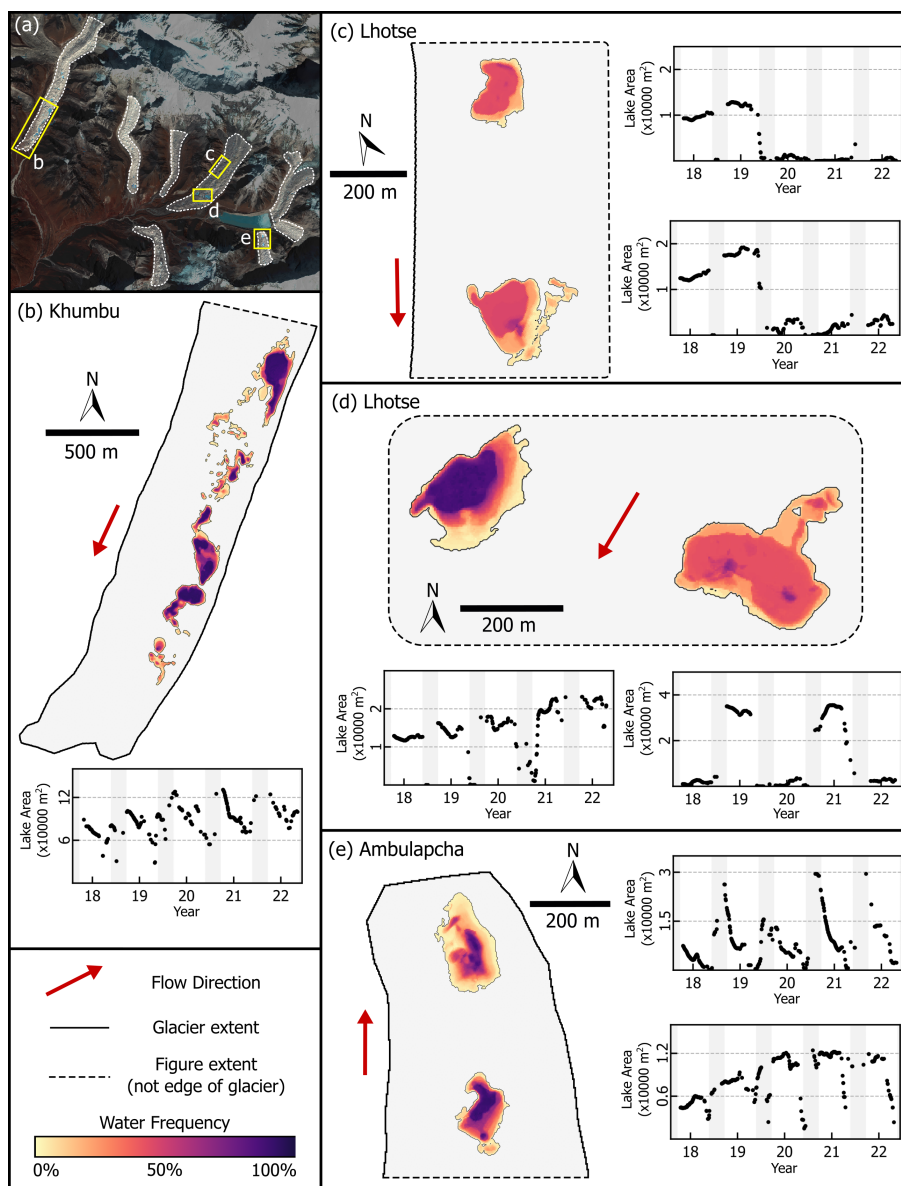 (a)
b
c
d
e
(b) Khumbu
N
500 m
Lake Area
(x10000 m²)
12
6
18 19 20 21 22
Year
Flow Direction
Glacier extent
Figure extent
(not edge of glacier)
Water Frequency
0% 50% 100%
(c) Lhotse
N
200 m
Lake Area
(x10000 m²)
2
1
18 19 20 21 22
Year
Lake Area
(x10000 m²)
2
1
18 19 20 21 22
Year
(d) Lhotse
N
200 m
Lake Area
(x10000 m²)
2
1
18 19 20 21 22
Year
Lake Area
(x10000 m²)
4
2
18 19 20 21 22
Year
(e) Ambulapcha
N
200 m
Lake Area
(x10000 m²)
3
1.5
18 19 20 21 22
Year
Lake Area
(x10000 m²)
1.2
0.6
18 19 20 21 22
Year